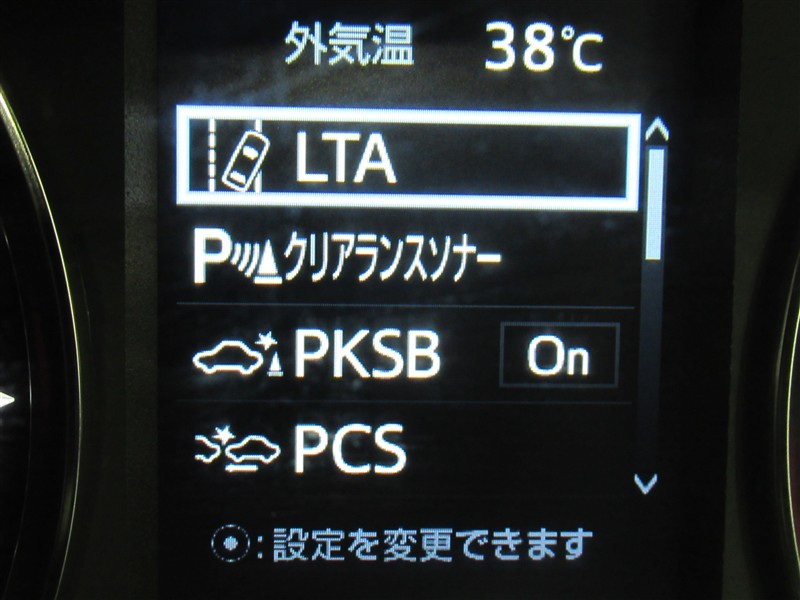 外気温 38℃
LTA
P クリアランスソナー
PKSB On
PCS
:設定を変更できます